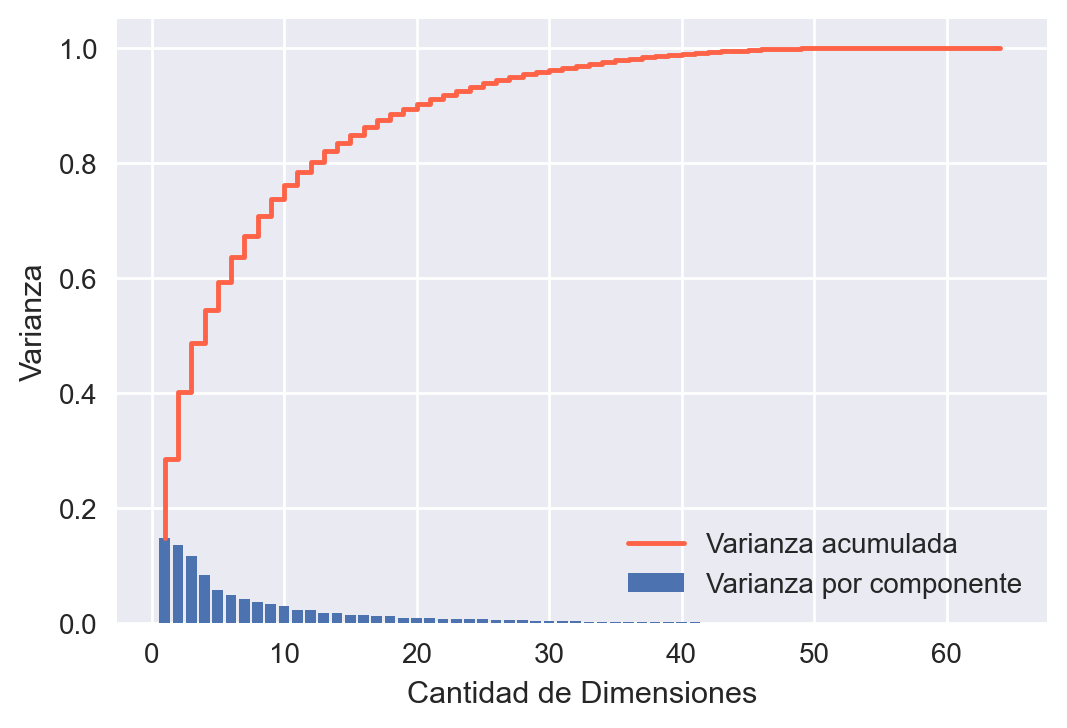 1.0
0.8
0.6
0.4
0.2
0.0
Varianza
Varianza acumulada
Varianza por componente
0 10 20 30 40 50 60
Cantidad de Dimensiones